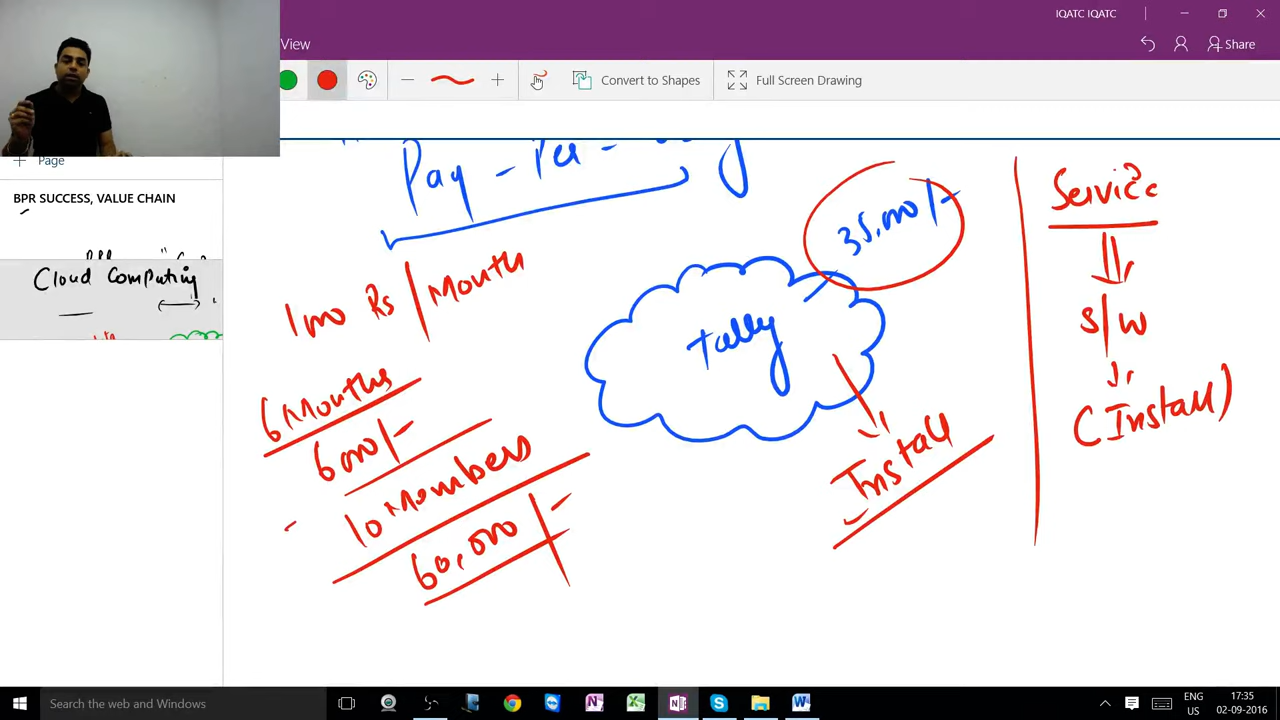 IQATC IQATC
View
Share
Convert to Shapes
Full Screen Drawing
Page
BPR SUCCESS, VALUE CHAIN
Cloud Computing
Pay - Per -
35,000/-
1000 Rs/Month
Tally
6 Months
6000/-
10 Members
60,000/-
Install
Service
S/W
(Install)
Search the web and Windows
ENG
US
17:35
02-09-2016